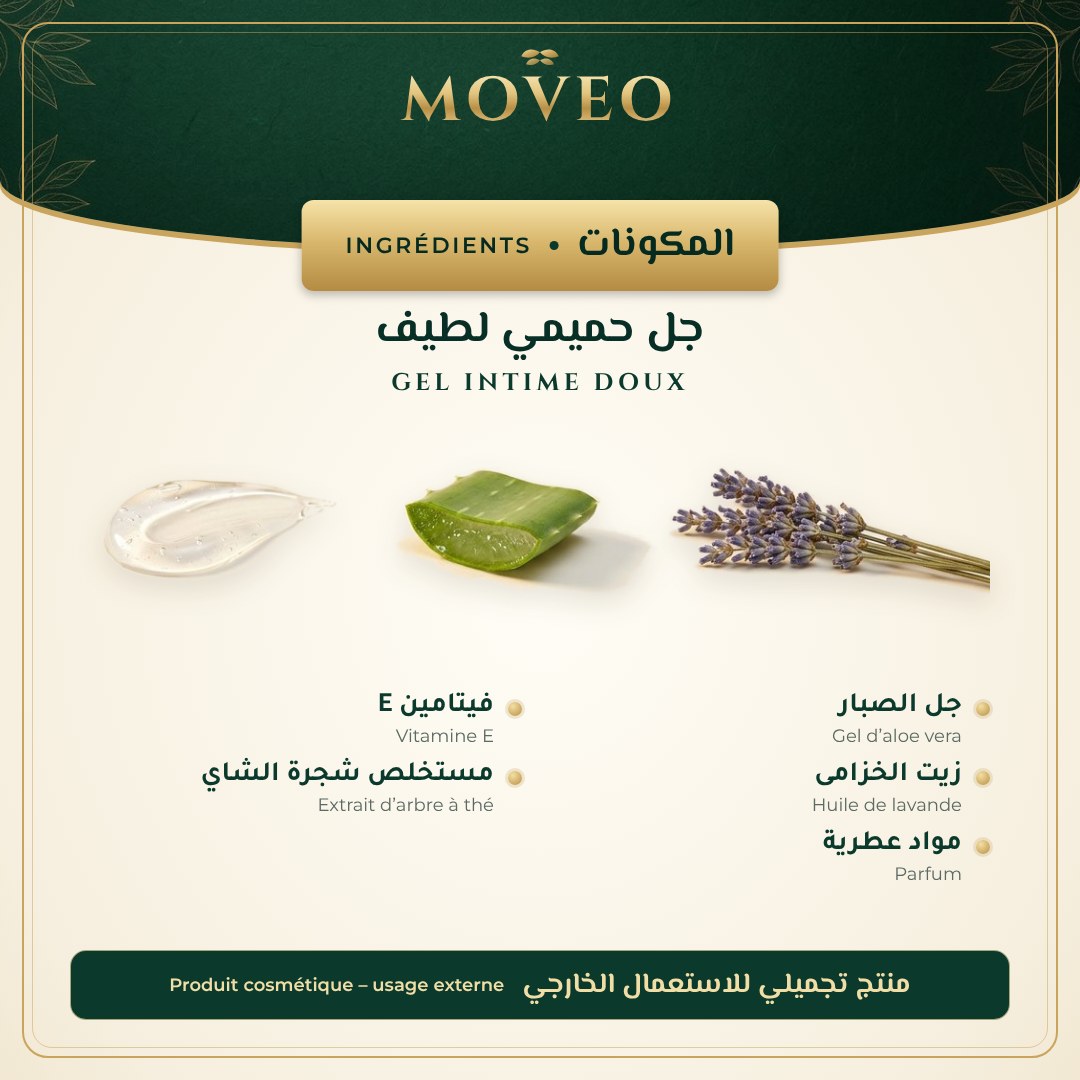 MOVEO
المكونات • INGRÉDIENTS
جل حميمي لطيف
GEL INTIME DOUX
جل الصبار
Gel d’aloe vera
زيت الخزامى
Huile de lavande
مواد عطرية
Parfum
فيتامين E
Vitamine E
مستخلص شجرة الشاي
Extrait d’arbre à thé
منتج تجميلي للاستعمال الخارجي Produit cosmétique – usage externe